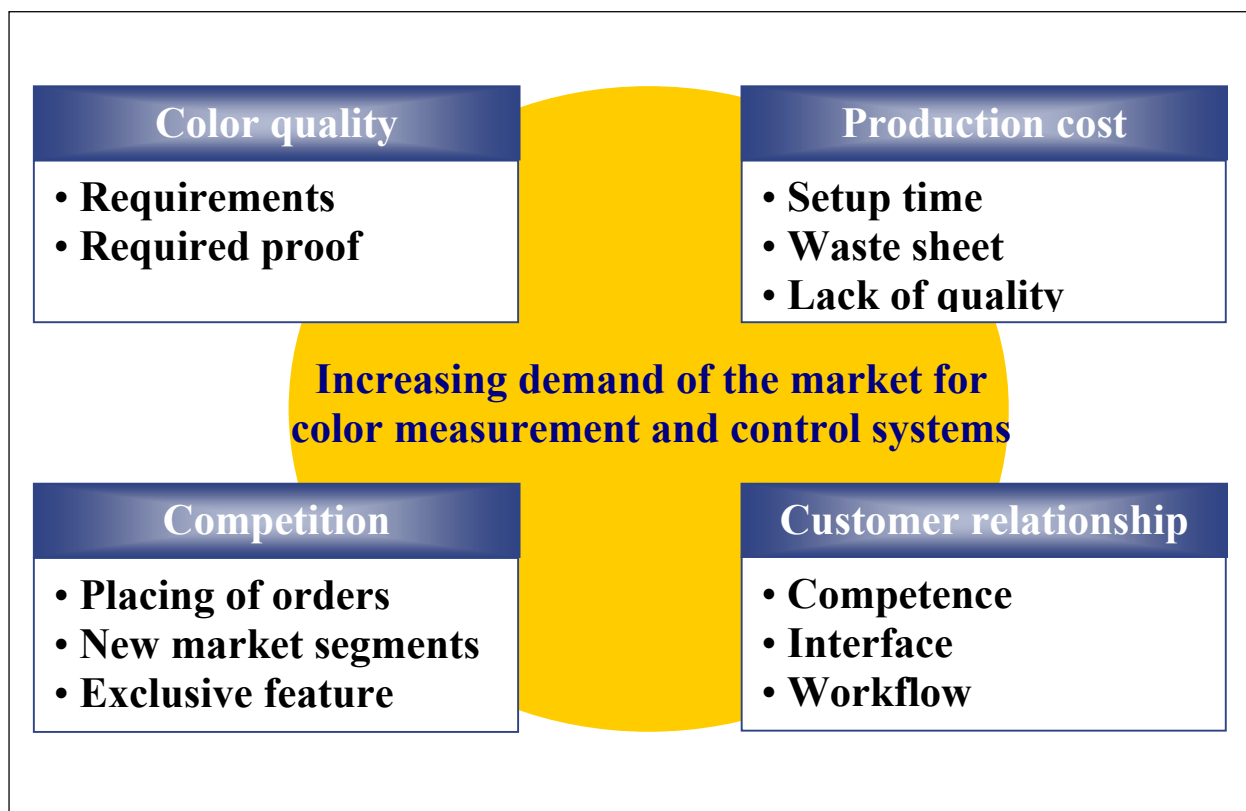 Color quality
• Requirements
• Required proof
Production cost
• Setup time
• Waste sheet
• Lack of quality
Increasing demand of the market for
color measurement and control systems
Competition
• Placing of orders
• New market segments
• Exclusive feature
Customer relationship
• Competence
• Interface
• Workflow